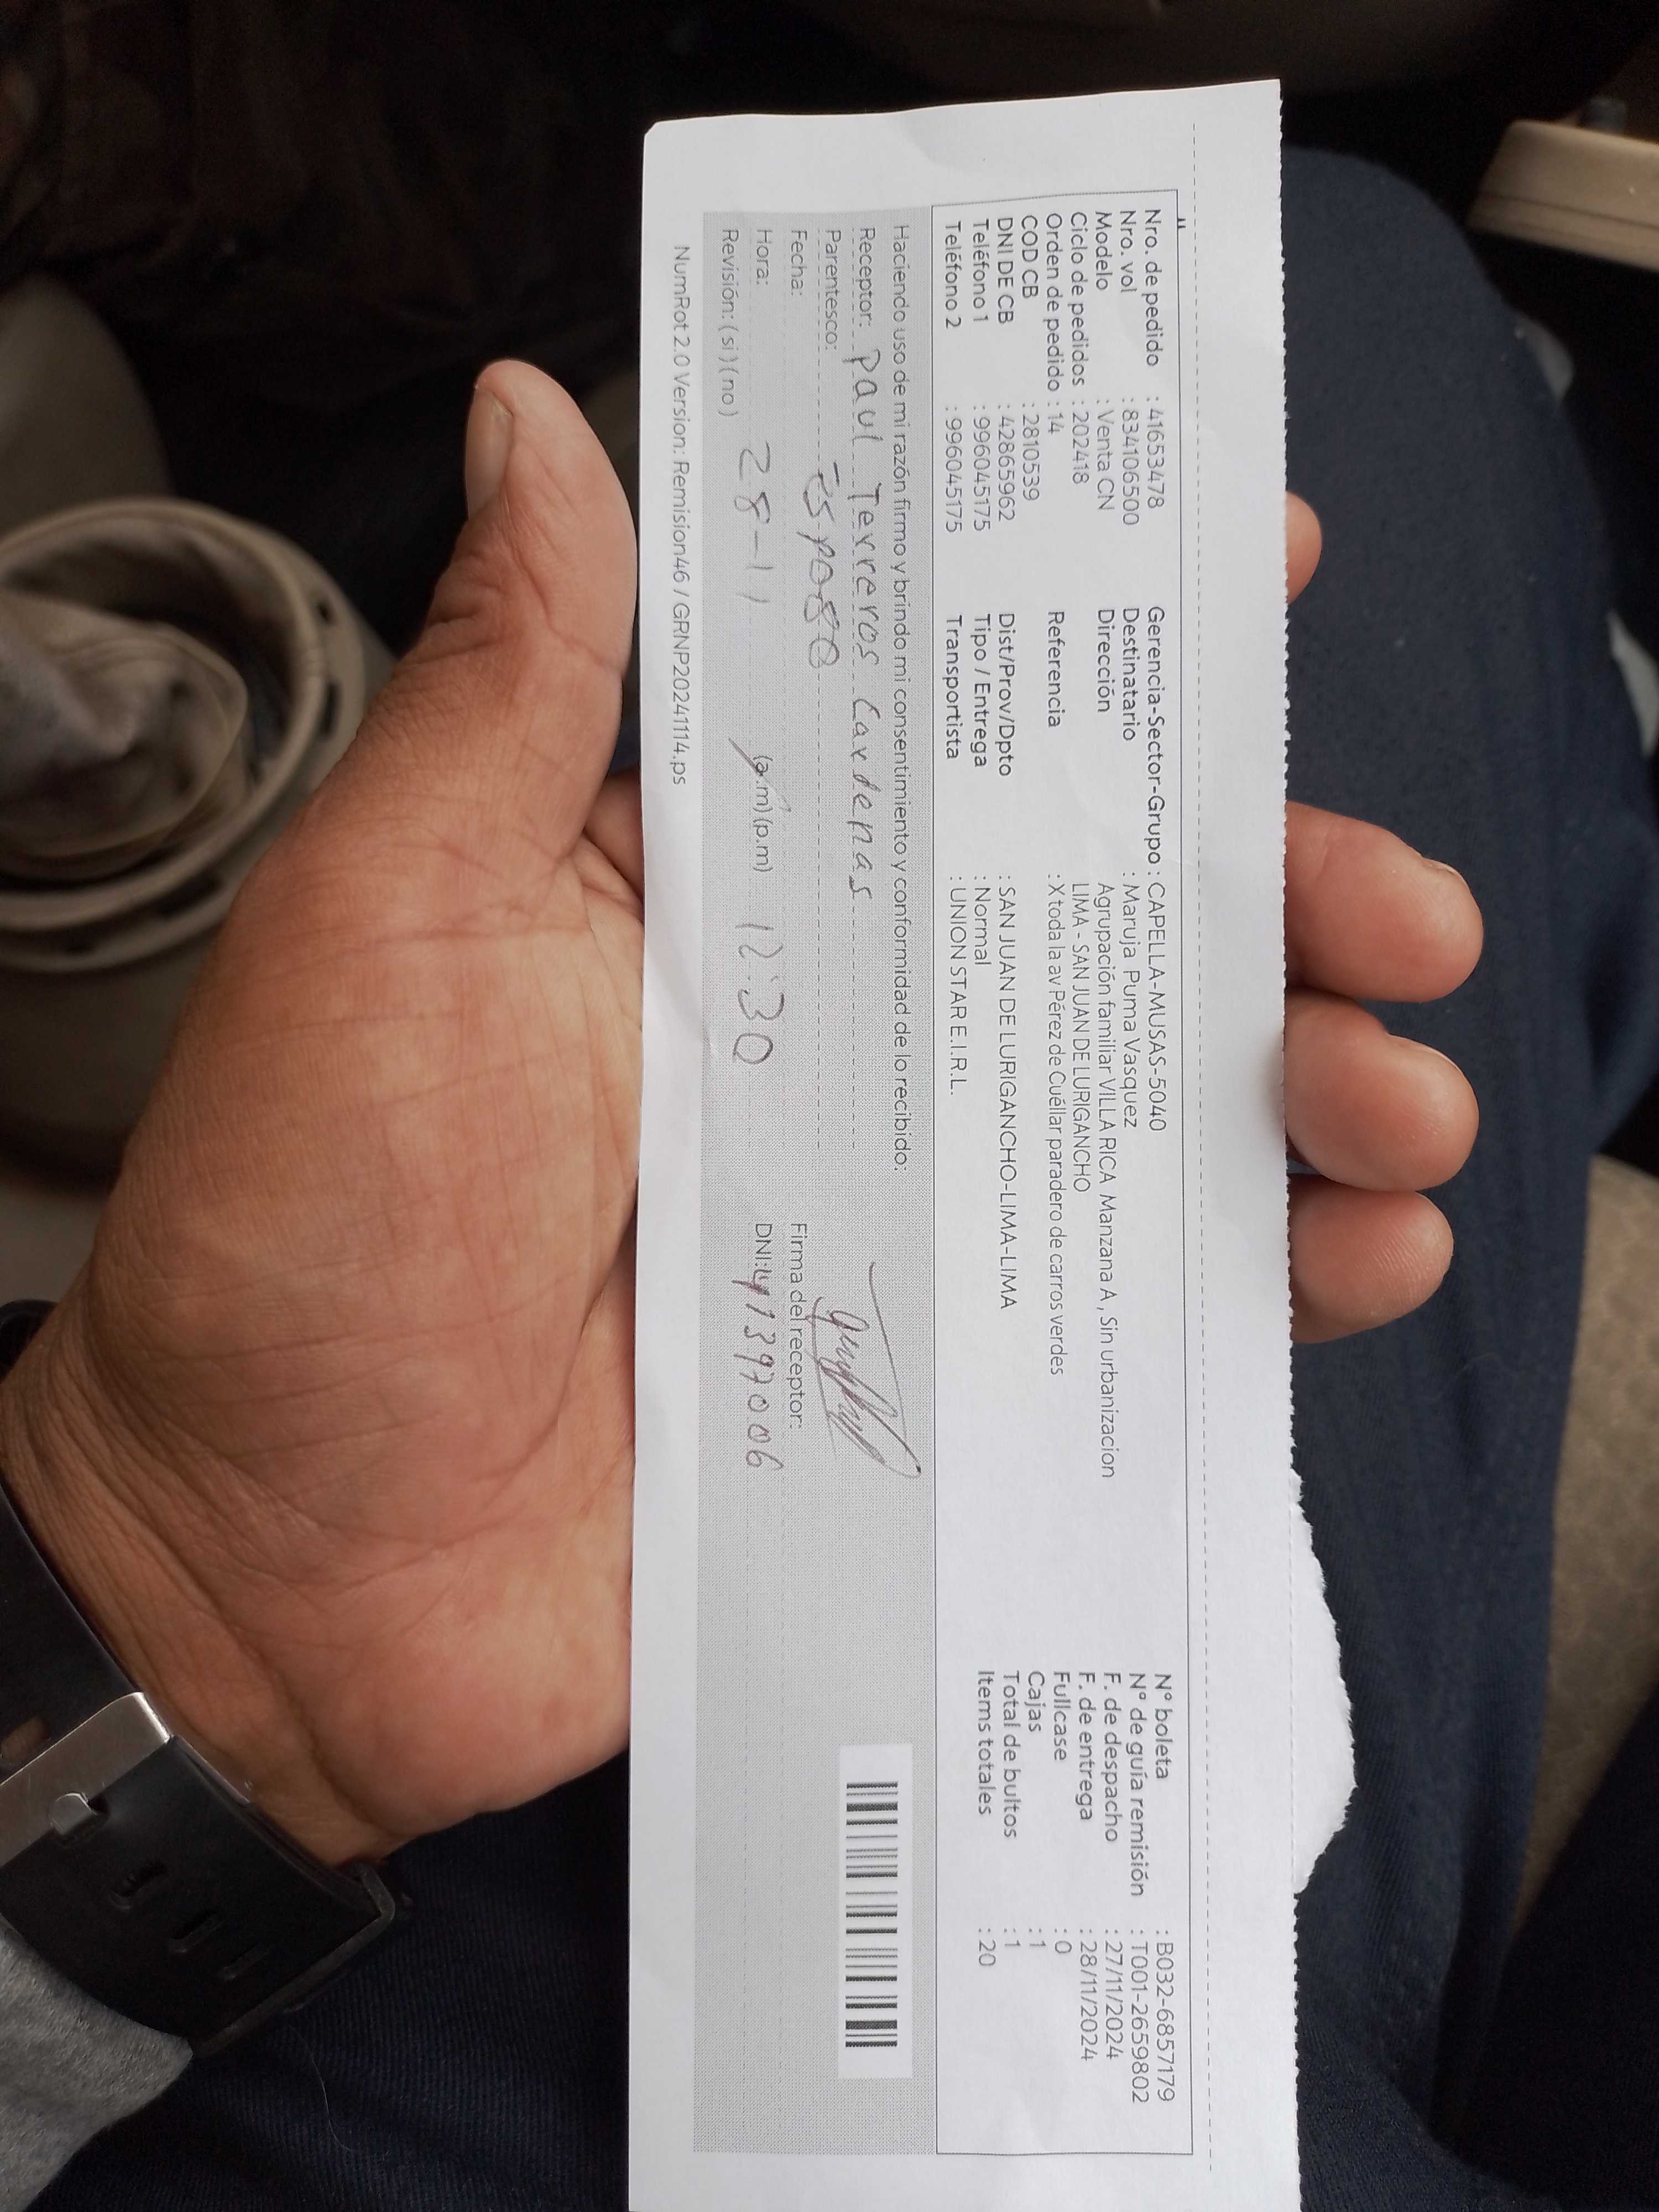 Nro. de pedido : 41653478
Nro. vol : 834106500
Modelo : Venta CN
Ciclo de pedidos : 202418
Orden de pedido : 14
COD CB : 2810539
DNI DE CB : 42865962
Teléfono 1 : 996045175
Teléfono 2 : 996045175
Gerencia-Sector-Grupo : CAPELLA-MUSAS-5040
Destinatario : Maruja Puma Vasquez
Dirección Agrupación familiar VILLA RICA Manzana A , Sin urbanizacion
LIMA - SAN JUAN DE LURIGANCHO
Referencia : X toda la av Pérez de Cuéllar paradero de carros verdes
Dist/Prov/Dpto : SAN JUAN DE LURIGANCHO-LIMA-LIMA
Tipo / Entrega : Normal
Transportista : UNION STAR E.I.R.L.
N° boleta : B032-6857179
N° de guía remisión : T001-2659802
F. de despacho : 27/11/2024
F. de entrega : 28/11/2024
Fullcase : 0
Cajas : 1
Total de bultos : 1
Items totales : 20
Haciendo uso de mi razón firmo y brindo mi consentimiento y conformidad de lo recibido:
Receptor: Paul Terreros Cardenas
Parentesco: Esposo
Fecha:
Hora: 28-11 (a.m) (p.m) 12:30
Revisión: ( si ) ( no )
Firma del receptor:
DNI: 41397006
NumRot 2.0 Version: Remision46 / GRNP20241114.ps